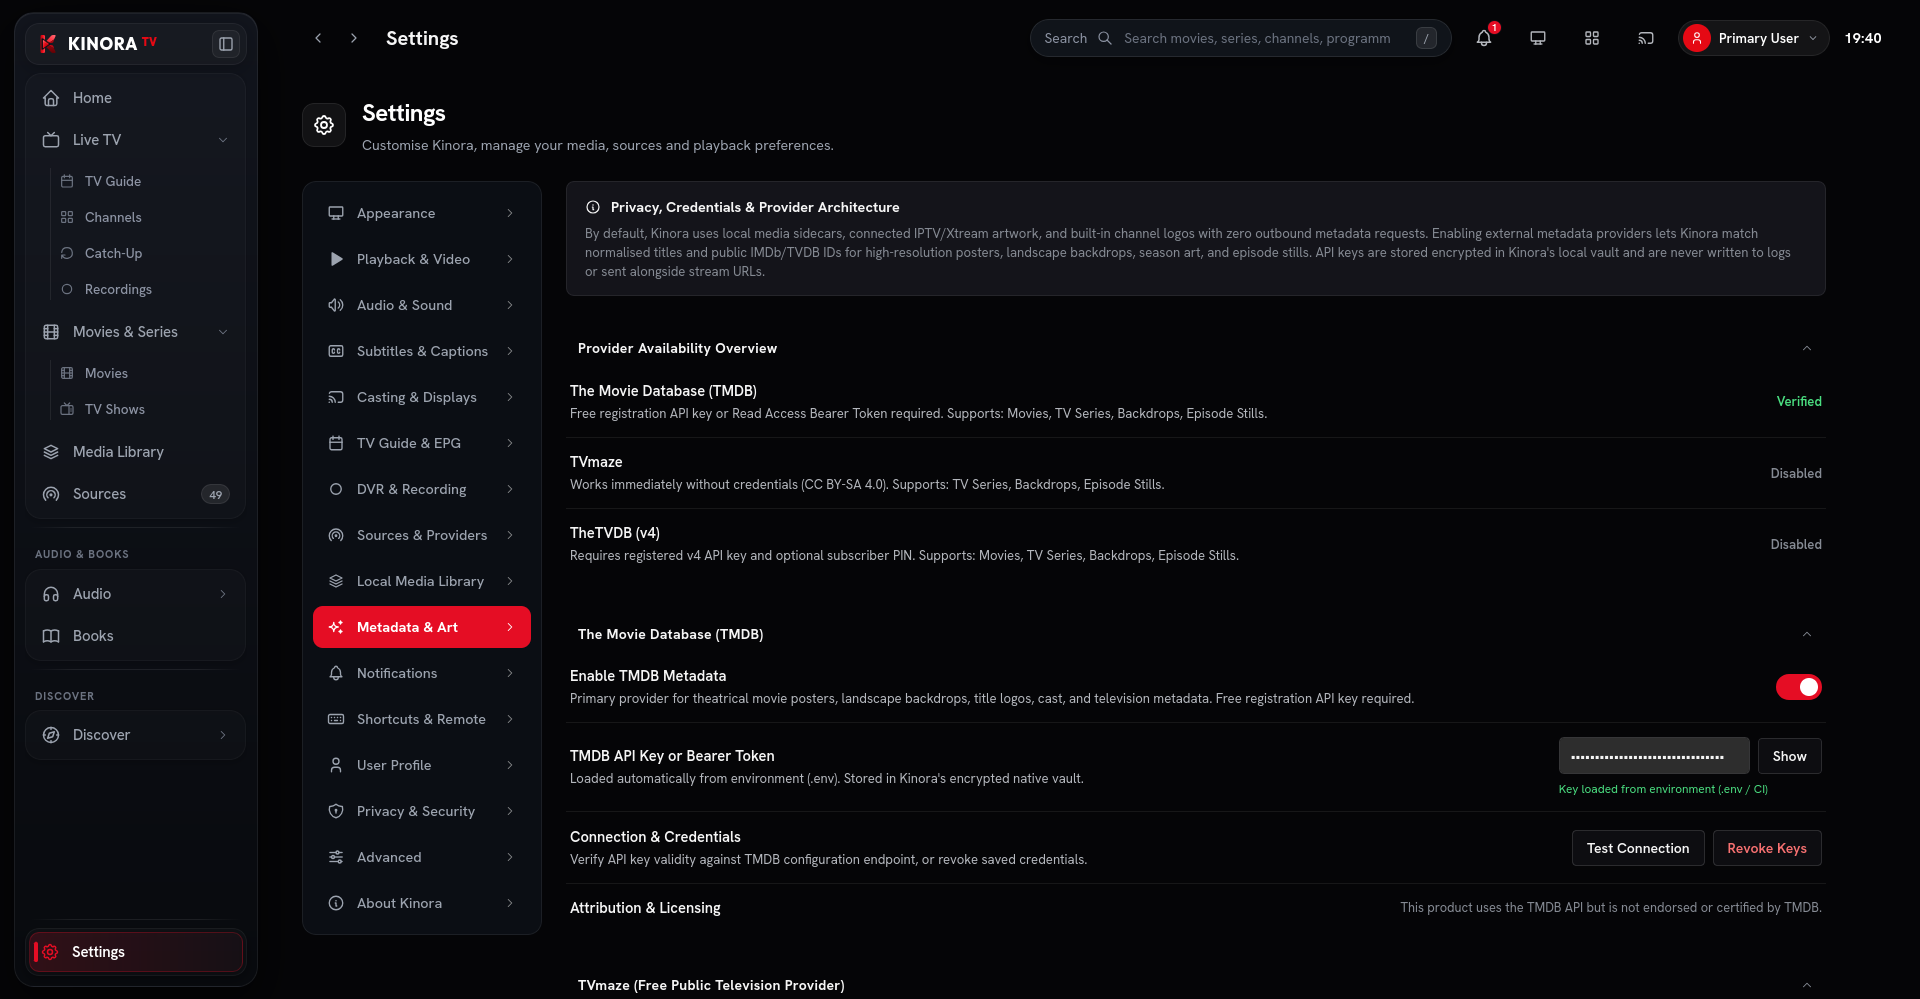 KINORA TV
Home
Live TV
TV Guide
Channels
Catch-Up
Recordings
Movies & Series
Movies
TV Shows
Media Library
Sources 49
AUDIO & BOOKS
Audio
Books
DISCOVER
Discover
Settings
Settings
Search Search movies, series, channels, programm /
1
Primary User
19:40
Settings
Customise Kinora, manage your media, sources and playback preferences.
Appearance
Playback & Video
Audio & Sound
Subtitles & Captions
Casting & Displays
TV Guide & EPG
DVR & Recording
Sources & Providers
Local Media Library
Metadata & Art
Notifications
Shortcuts & Remote
User Profile
Privacy & Security
Advanced
About Kinora
Privacy, Credentials & Provider Architecture
By default, Kinora uses local media sidecars, connected IPTV/Xtream artwork, and built-in channel logos with zero outbound metadata requests. Enabling external metadata providers lets Kinora match
normalised titles and public IMDb/TVDB IDs for high-resolution posters, landscape backdrops, season art, and episode stills. API keys are stored encrypted in Kinora's local vault and are never written to logs
or sent alongside stream URLs.
Provider Availability Overview
The Movie Database (TMDB)
Free registration API key or Read Access Bearer Token required. Supports: Movies, TV Series, Backdrops, Episode Stills.
Verified
TVmaze
Works immediately without credentials (CC BY-SA 4.0). Supports: TV Series, Backdrops, Episode Stills.
Disabled
TheTVDB (v4)
Requires registered v4 API key and optional subscriber PIN. Supports: Movies, TV Series, Backdrops, Episode Stills.
Disabled
The Movie Database (TMDB)
Enable TMDB Metadata
Primary provider for theatrical movie posters, landscape backdrops, title logos, cast, and television metadata. Free registration API key required.
TMDB API Key or Bearer Token
Loaded automatically from environment (.env). Stored in Kinora's encrypted native vault.
Show
Key loaded from environment (.env / CI)
Connection & Credentials
Verify API key validity against TMDB configuration endpoint, or revoke saved credentials.
Test Connection
Revoke Keys
Attribution & Licensing
This product uses the TMDB API but is not endorsed or certified by TMDB.
TVmaze (Free Public Television Provider)